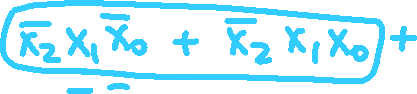 x̅₂x₁x̅₀ + x̅₂x₁x₀ +